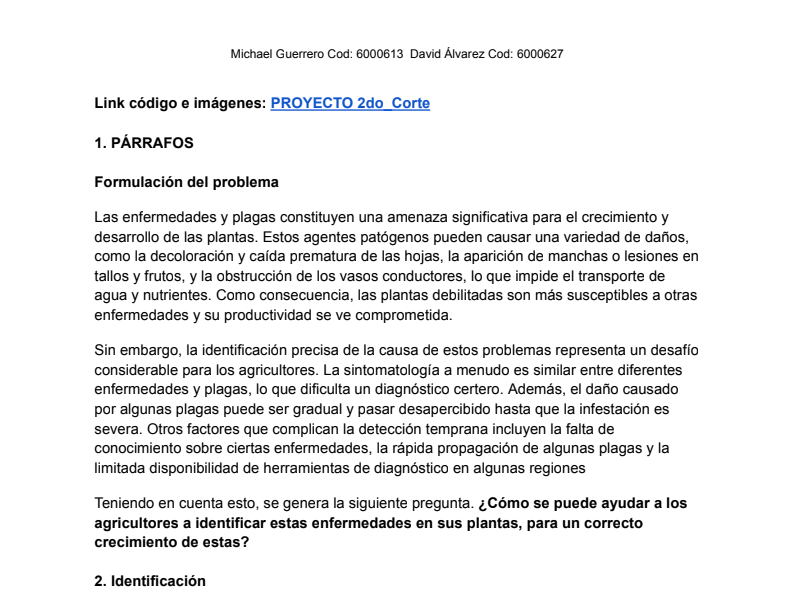 Michael Guerrero Cod: 6000613  David Álvarez Cod: 6000627
Link código e imágenes: PROYECTO 2do_Corte
1. PÁRRAFOS
Formulación del problema
Las enfermedades y plagas constituyen una amenaza significativa para el crecimiento y
desarrollo de las plantas. Estos agentes patógenos pueden causar una variedad de daños,
como la decoloración y caída prematura de las hojas, la aparición de manchas o lesiones en
tallos y frutos, y la obstrucción de los vasos conductores, lo que impide el transporte de
agua y nutrientes. Como consecuencia, las plantas debilitadas son más susceptibles a otras
enfermedades y su productividad se ve comprometida.
Sin embargo, la identificación precisa de la causa de estos problemas representa un desafío
considerable para los agricultores. La sintomatología a menudo es similar entre diferentes
enfermedades y plagas, lo que dificulta un diagnóstico certero. Además, el daño causado
por algunas plagas puede ser gradual y pasar desapercibido hasta que la infestación es
severa. Otros factores que complican la detección temprana incluyen la falta de
conocimiento sobre ciertas enfermedades, la rápida propagación de algunas plagas y la
limitada disponibilidad de herramientas de diagnóstico en algunas regiones
Teniendo en cuenta esto, se genera la siguiente pregunta. ¿Cómo se puede ayudar a los
agricultores a identificar estas enfermedades en sus plantas, para un correcto
crecimiento de estas?
2. Identificación